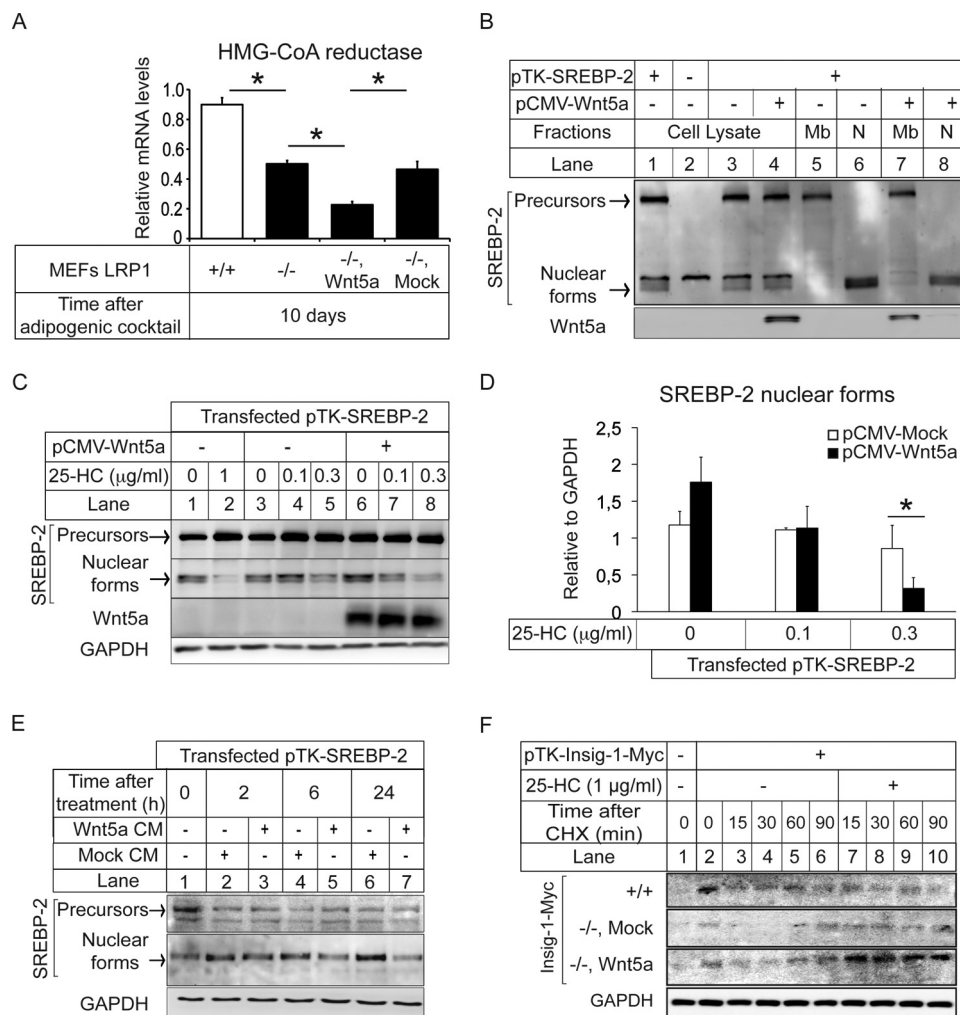 A
HMG-CoA reductase
Relative mRNA levels
1.0
0.8
0.6
0.4
0.2
0
*
*
*
MEFs LRP1
+/+
-/-
-/-, Wnt5a
-/-, Mock
Time after adipogenic cocktail
10 days
B
pTK-SREBP-2 + - +
pCMV-Wnt5a - - - + - - + +
Fractions Cell Lysate Mb N Mb N
Lane 1 2 3 4 5 6 7 8
SREBP-2
Precursors
Nuclear forms
Wnt5a
C
Transfected pTK-SREBP-2
pCMV-Wnt5a - - +
25-HC (μg/ml) 0 1 0 0.1 0.3 0 0.1 0.3
Lane 1 2 3 4 5 6 7 8
SREBP-2
Precursors
Nuclear forms
Wnt5a
GAPDH
D
SREBP-2 nuclear forms
Relative to GAPDH
2,5
2
1,5
1
0,5
0
pCMV-Mock
pCMV-Wnt5a
*
25-HC (μg/ml) 0 0.1 0.3
Transfected pTK-SREBP-2
E
Transfected pTK-SREBP-2
Time after treatment (h) 0 2 6 24
Wnt5a CM - - + - + - +
Mock CM - + - + - + -
Lane 1 2 3 4 5 6 7
SREBP-2
Precursors
Nuclear forms
GAPDH
F
pTK-Insig-1-Myc - +
25-HC (1 μg/ml) - - +
Time after CHX (min) 0 0 15 30 60 90 15 30 60 90
Lane 1 2 3 4 5 6 7 8 9 10
Insig-1-Myc
+/+
-/-, Mock
-/-, Wnt5a
GAPDH